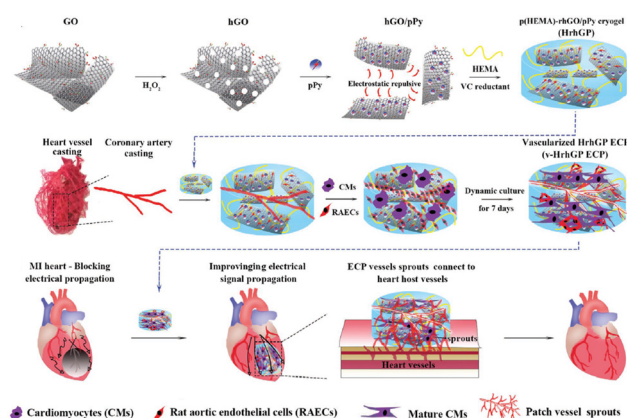 GO
hGO
hGO/pPy
p(HEMA)-rhGO/pPy cryogel
(HrhGP)
H₂O₂
pPy
Electrostatic repulsive
HEMA
VC reductant
Heart vessel
casting
Coronary artery
casting
CMs
RAECs
Dynamic culture
for 7 days
Vascularized HrhGP ECP
(v-HrhGP ECP)
MI heart - Blocking
electrical propagation
Improvinging electrical
signal propagation
ECP vessels sprouts connect to
heart host vessels
sprouts
Heart vessels
Cardiomyocytes (CMs)
Rat aortic endothelial cells (RAECs)
Mature CMs
Patch vessel sprouts